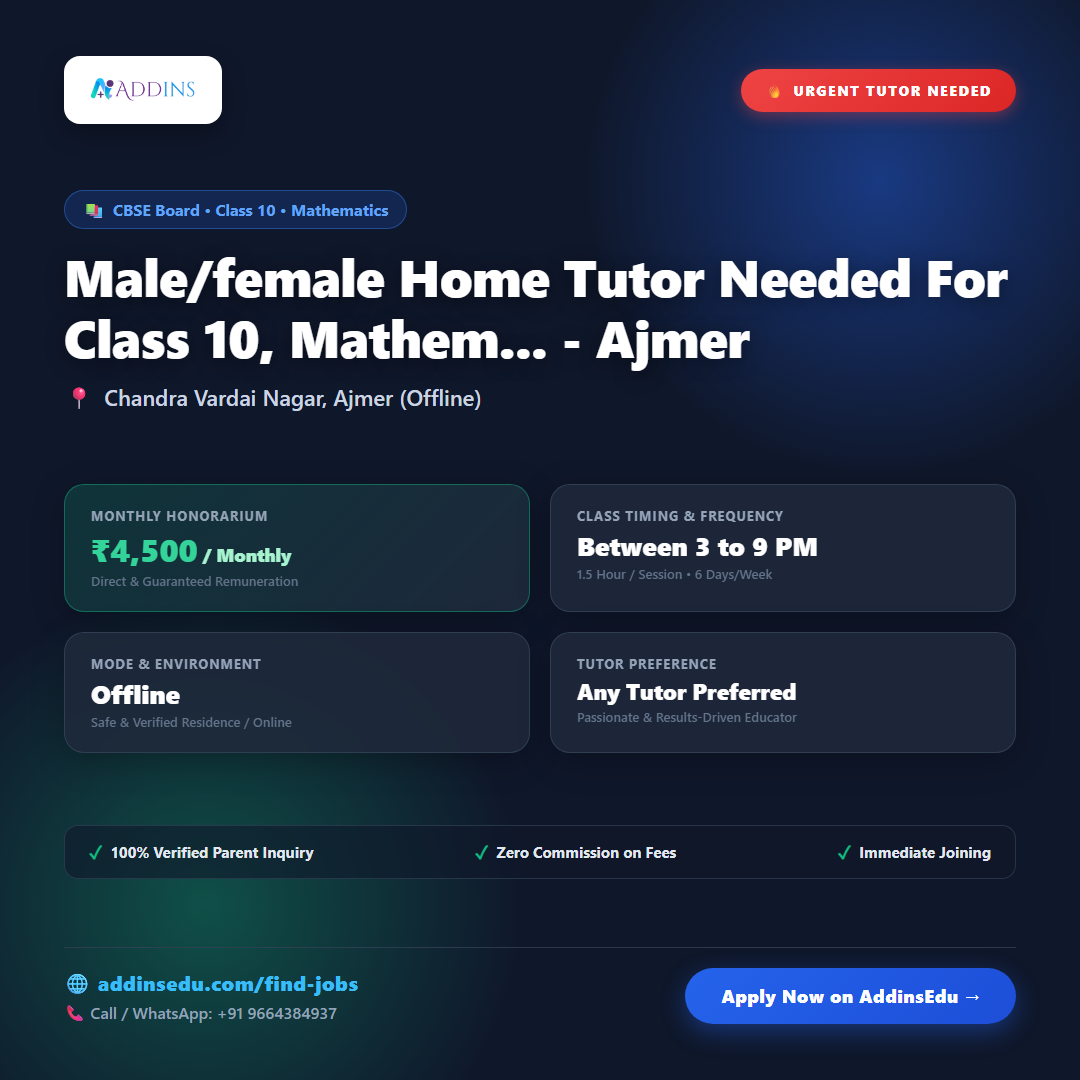 ADDINS
URGENT TUTOR NEEDED
CBSE Board • Class 10 • Mathematics
Male/female Home Tutor Needed For
Class 10, Mathem... - Ajmer
Chandra Vardai Nagar, Ajmer (Offline)
MONTHLY HONORARIUM
₹4,500 / Monthly
Direct & Guaranteed Remuneration
CLASS TIMING & FREQUENCY
Between 3 to 9 PM
1.5 Hour / Session • 6 Days/Week
MODE & ENVIRONMENT
Offline
Safe & Verified Residence / Online
TUTOR PREFERENCE
Any Tutor Preferred
Passionate & Results-Driven Educator
✓ 100% Verified Parent Inquiry
✓ Zero Commission on Fees
✓ Immediate Joining
addinsedu.com/find-jobs
Call / WhatsApp: +91 9664384937
Apply Now on AddinsEdu →